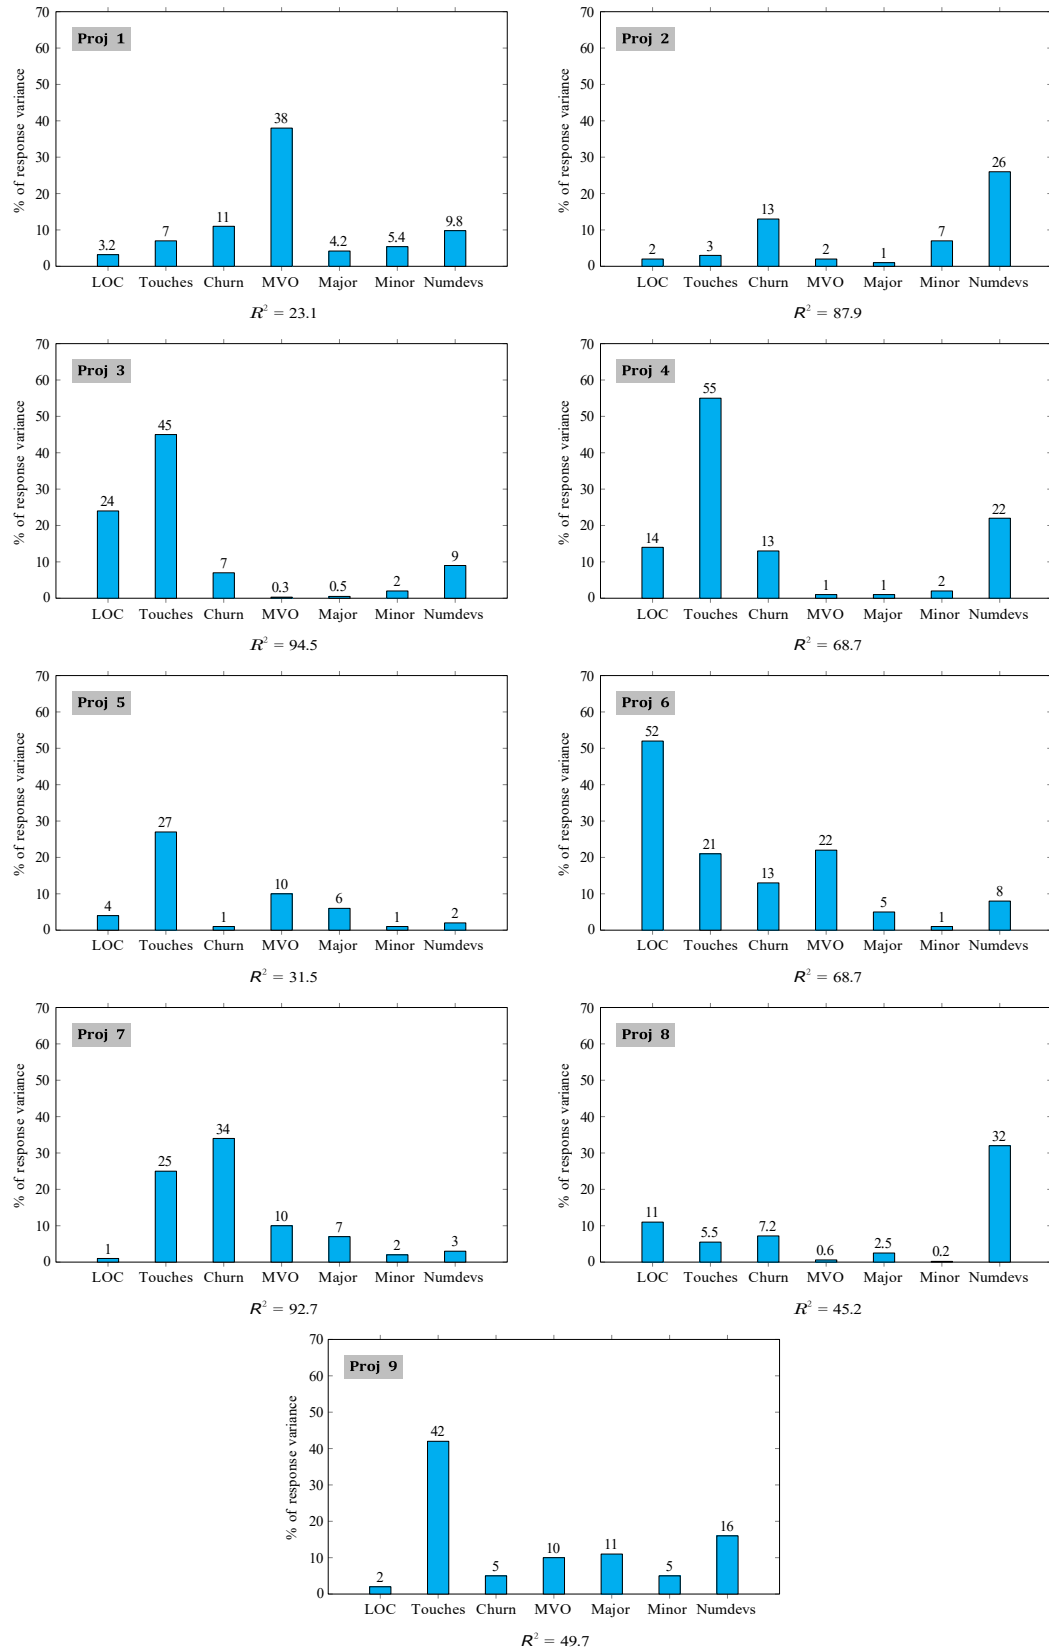 Proj 1
% of response variance
70
60
50
40
30
20
10
0
3.2 7 11 38 4.2 5.4 9.8
LOC Touches Churn MVO Major Minor Numdevs
R² = 23.1
Proj 2
% of response variance
70
60
50
40
30
20
10
0
2 3 13 2 1 7 26
LOC Touches Churn MVO Major Minor Numdevs
R² = 87.9
Proj 3
% of response variance
70
60
50
40
30
20
10
0
24 45 7 0.3 0.5 2 9
LOC Touches Churn MVO Major Minor Numdevs
R² = 94.5
Proj 4
% of response variance
70
60
50
40
30
20
10
0
14 55 13 1 1 2 22
LOC Touches Churn MVO Major Minor Numdevs
R² = 68.7
Proj 5
% of response variance
70
60
50
40
30
20
10
0
4 27 1 10 6 1 2
LOC Touches Churn MVO Major Minor Numdevs
R² = 31.5
Proj 6
% of response variance
70
60
50
40
30
20
10
0
52 21 13 22 5 1 8
LOC Touches Churn MVO Major Minor Numdevs
R² = 68.7
Proj 7
% of response variance
70
60
50
40
30
20
10
0
1 25 34 10 7 2 3
LOC Touches Churn MVO Major Minor Numdevs
R² = 92.7
Proj 8
% of response variance
70
60
50
40
30
20
10
0
11 5.5 7.2 0.6 2.5 0.2 32
LOC Touches Churn MVO Major Minor Numdevs
R² = 45.2
Proj 9
% of response variance
70
60
50
40
30
20
10
0
2 42 5 10 11 5 16
LOC Touches Churn MVO Major Minor Numdevs
R² = 49.7